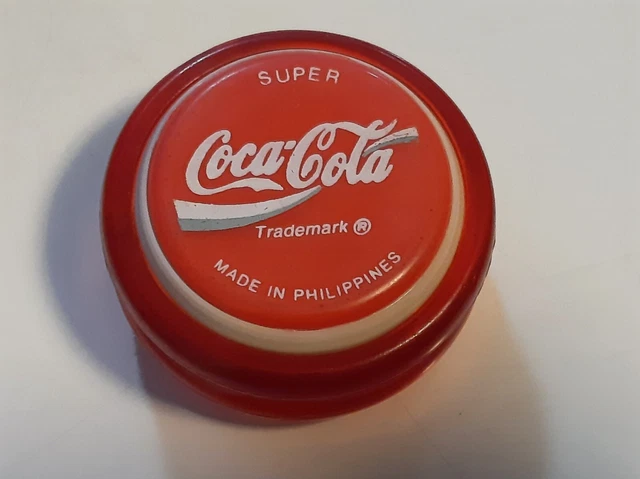 SUPER
Coca-Cola
Trademark ®
MADE IN PHILIPPINES